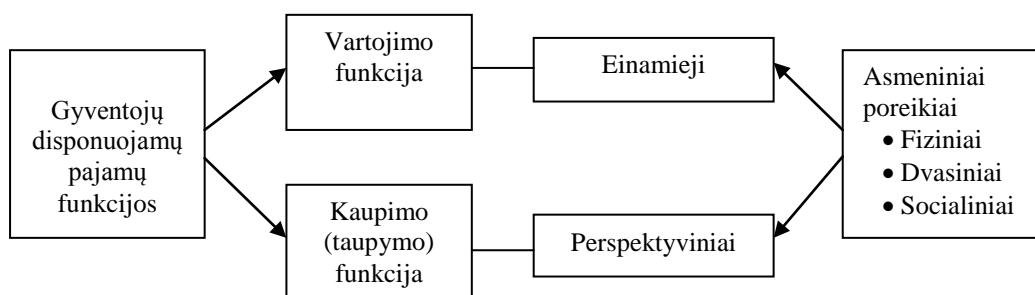 Gyventojų
disponuojamų
pajamų
funkcijos
Vartojimo
funkcija
Kaupimo
(taupymo)
funkcija
Einamieji
Perspektyviniai
Asmeniniai
poreikiai
• Fiziniai
• Dvasiniai
• Socialiniai